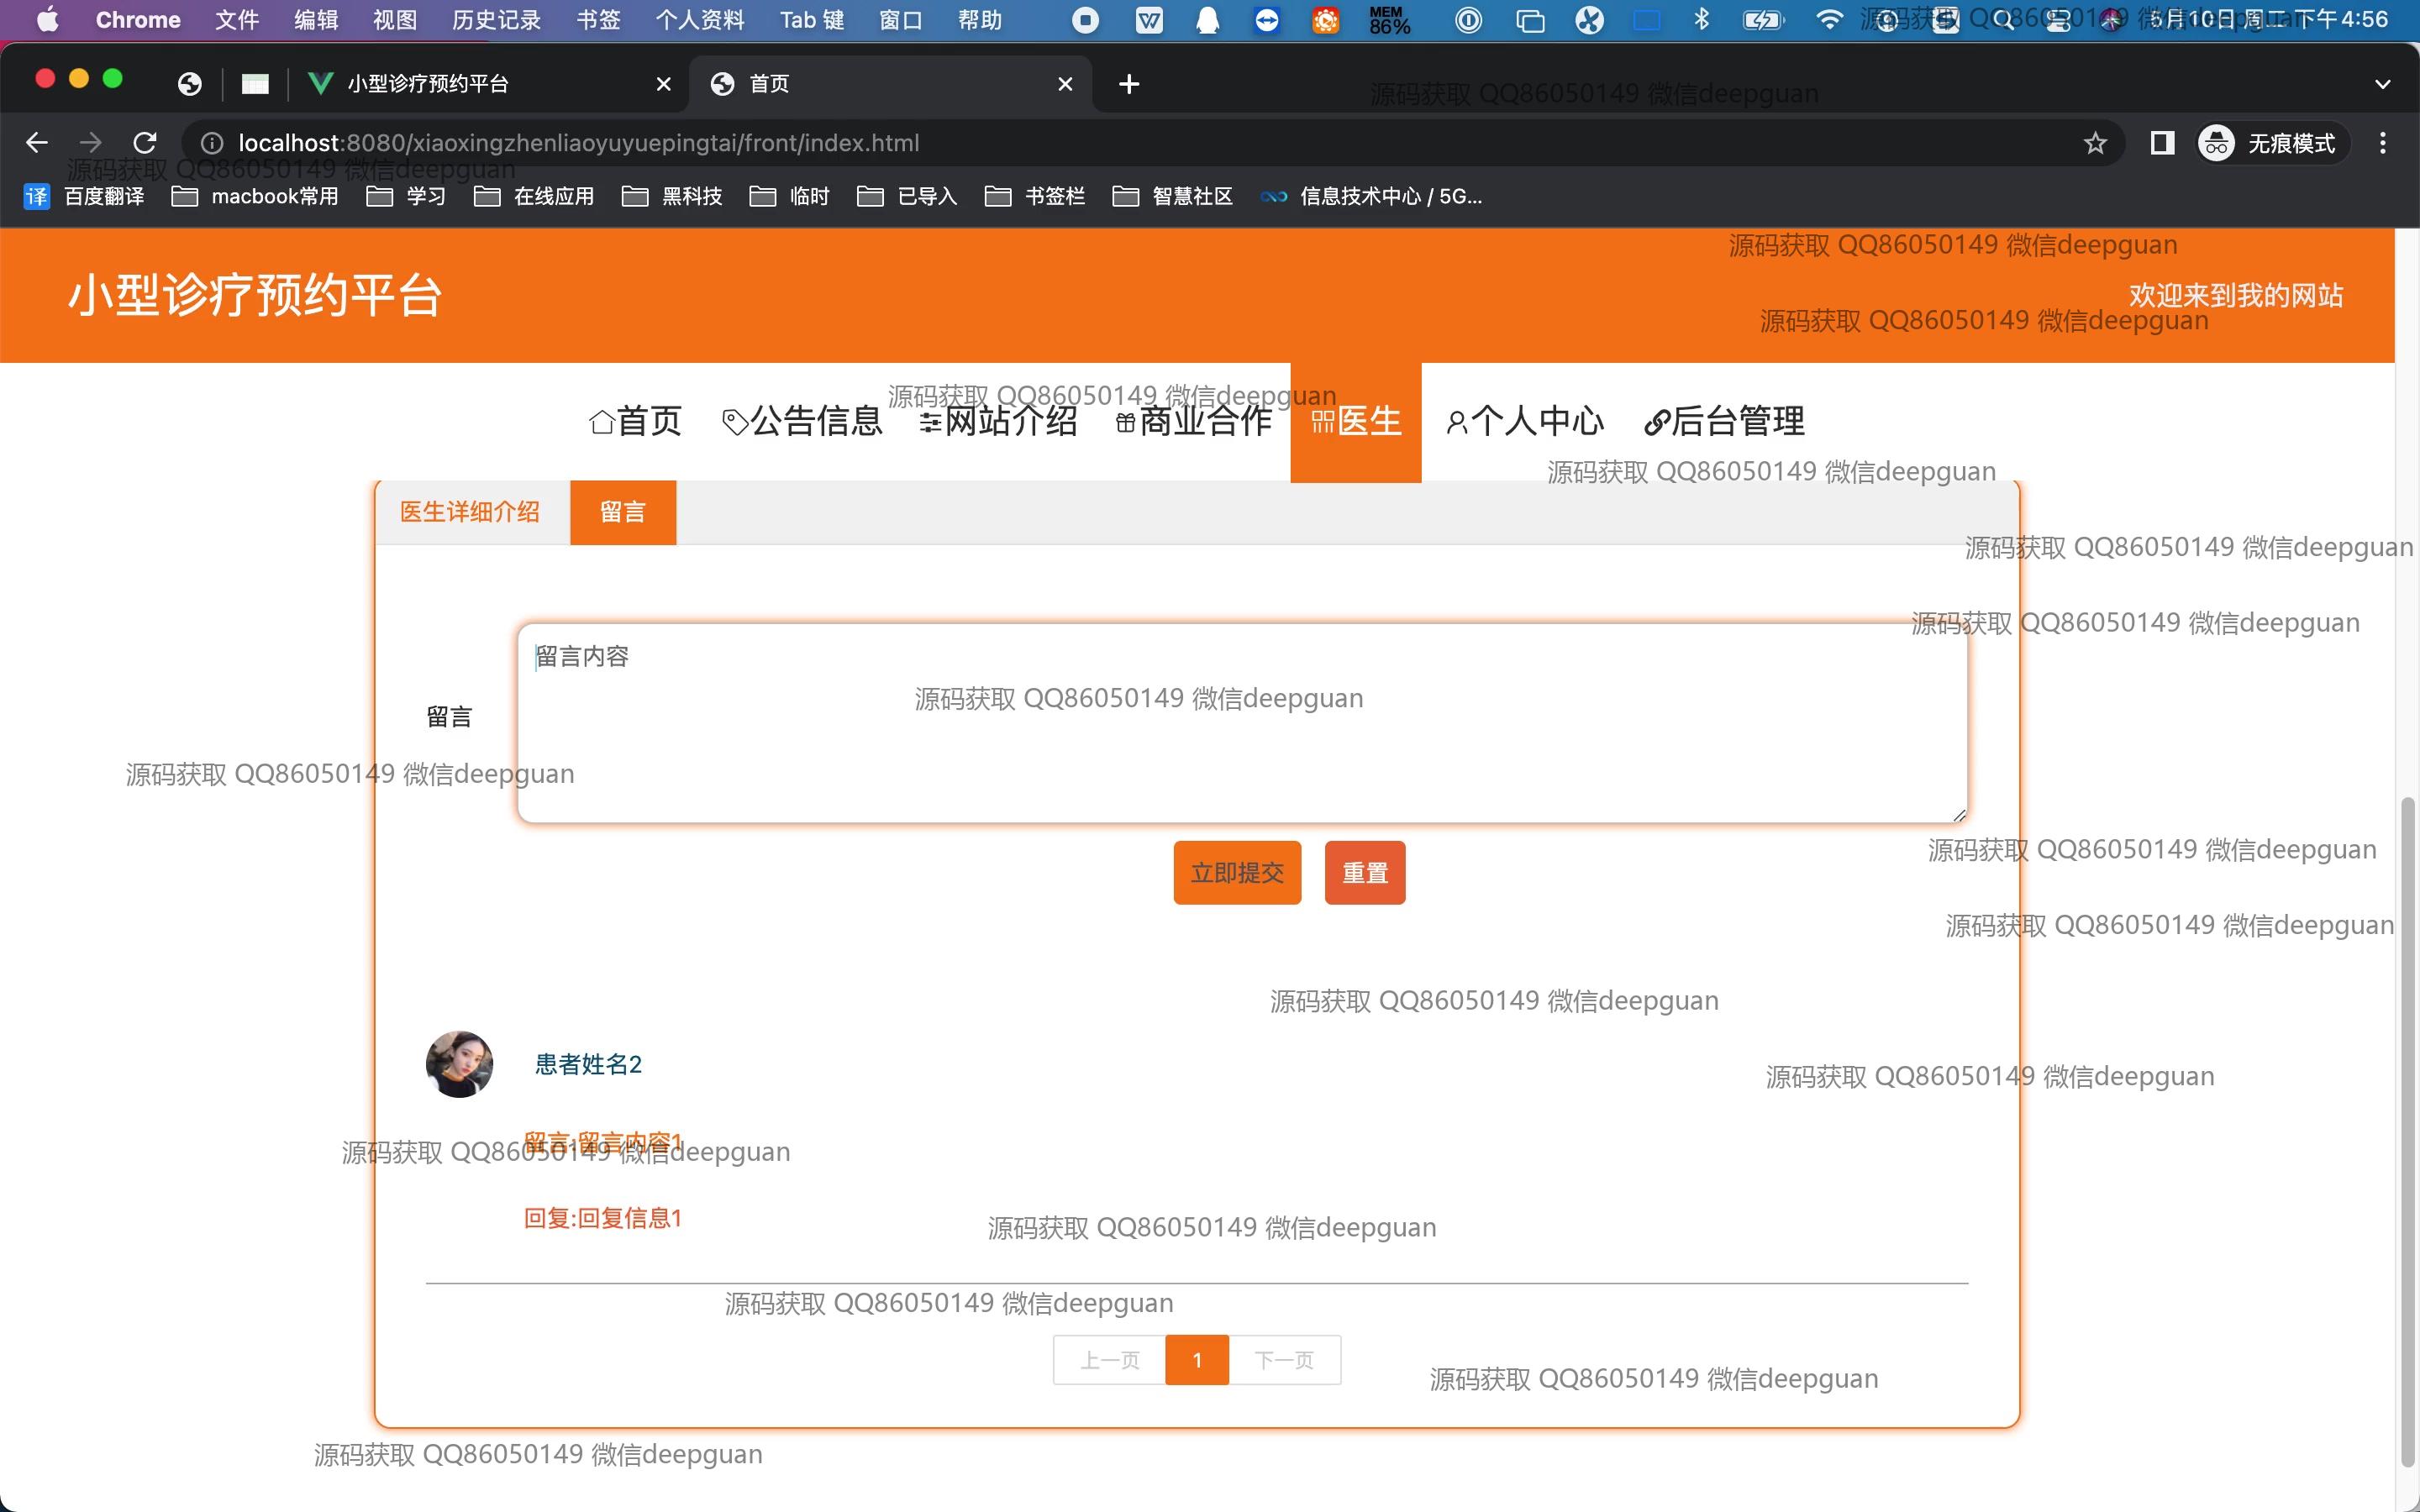 Chrome 文件 编辑 视图 历史记录 书签 个人资料 Tab 键 窗口 帮助 MEM 86% 周二下午4:56
源码获取 QQ86050149 微信deepguan
小型诊疗预约平台 首页
源码获取 QQ86050149 微信deepguan
localhost:8080/xiaoxingzhenliaoyuyuepingtai/front/index.html 无痕模式
源码获取 QQ86050149 微信deepguan
译 百度翻译 macbook常用 学习 在线应用 黑科技 临时 已导入 书签栏 智慧社区 信息技术中心 / 5G...
源码获取 QQ86050149 微信deepguan
小型诊疗预约平台 欢迎来到我的网站
源码获取 QQ86050149 微信deepguan
源码获取 QQ86050149 微信deepguan
首页 公告信息 网站介绍 商业合作 医生 个人中心 后台管理
源码获取 QQ86050149 微信deepguan
医生详细介绍 留言
源码获取 QQ86050149 微信deepguan
源码获取 QQ86050149 微信deepguan
留言内容
源码获取 QQ86050149 微信deepguan
留言
源码获取 QQ86050149 微信deepguan
源码获取 QQ86050149 微信deepguan
立即提交 重置
源码获取 QQ86050149 微信deepguan
源码获取 QQ86050149 微信deepguan
患者姓名2
源码获取 QQ86050149 微信deepguan
留言:留言内容1
源码获取 QQ86050149 微信deepguan
回复:回复信息1
源码获取 QQ86050149 微信deepguan
源码获取 QQ86050149 微信deepguan
上一页 1 下一页
源码获取 QQ86050149 微信deepguan
源码获取 QQ86050149 微信deepguan